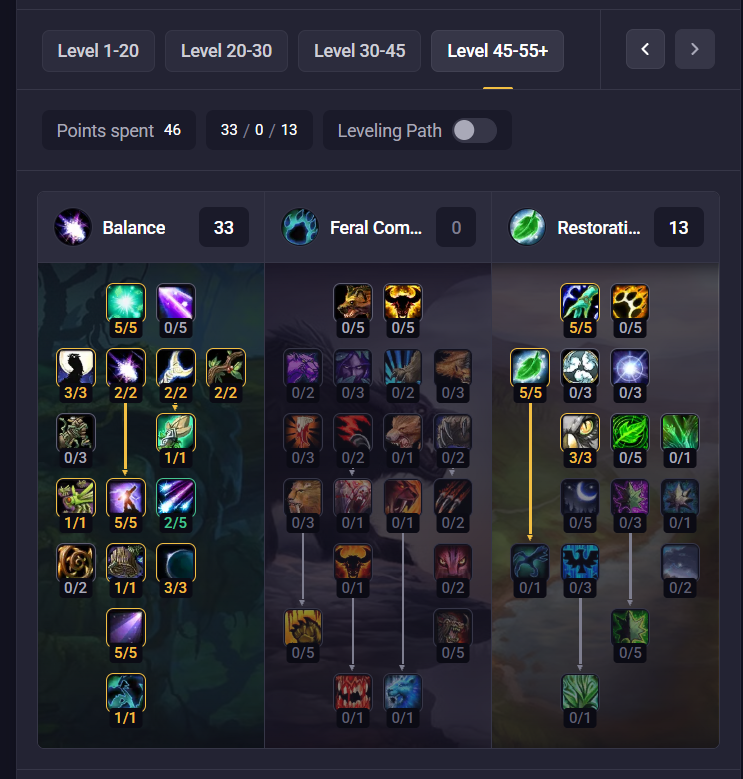 Level 1-20 Level 20-30 Level 30-45 Level 45-55+
Points spent 46 33 / 0 / 13 Leveling Path
Balance 33 Feral Com... 0 Restorati... 13
5/5 0/5 0/5 0/5 5/5 0/5
3/3 2/2 2/2 2/2 0/2 0/3 0/2 0/3 5/5 0/3 0/3
0/3 1/1 0/3 0/2 0/1 0/2 3/3 0/5 0/1
1/1 5/5 2/5 0/3 0/1 0/1 0/2 0/5 0/3 0/1
0/2 1/1 3/3 0/1 0/2 0/1 0/3 0/2
5/5 0/5 0/5 0/5
1/1 0/1 0/1 0/1